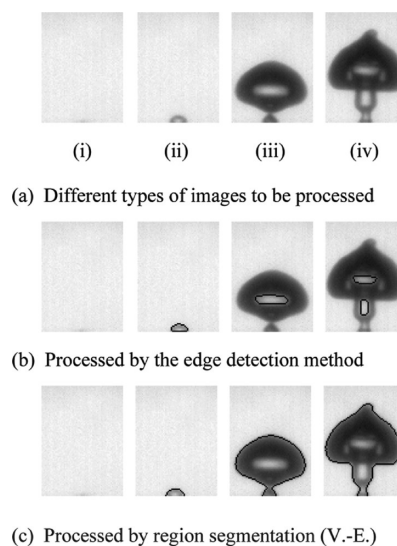 (i) (ii) (iii) (iv)
(a) Different types of images to be processed
(b) Processed by the edge detection method
(c) Processed by region segmentation (V.-E.)